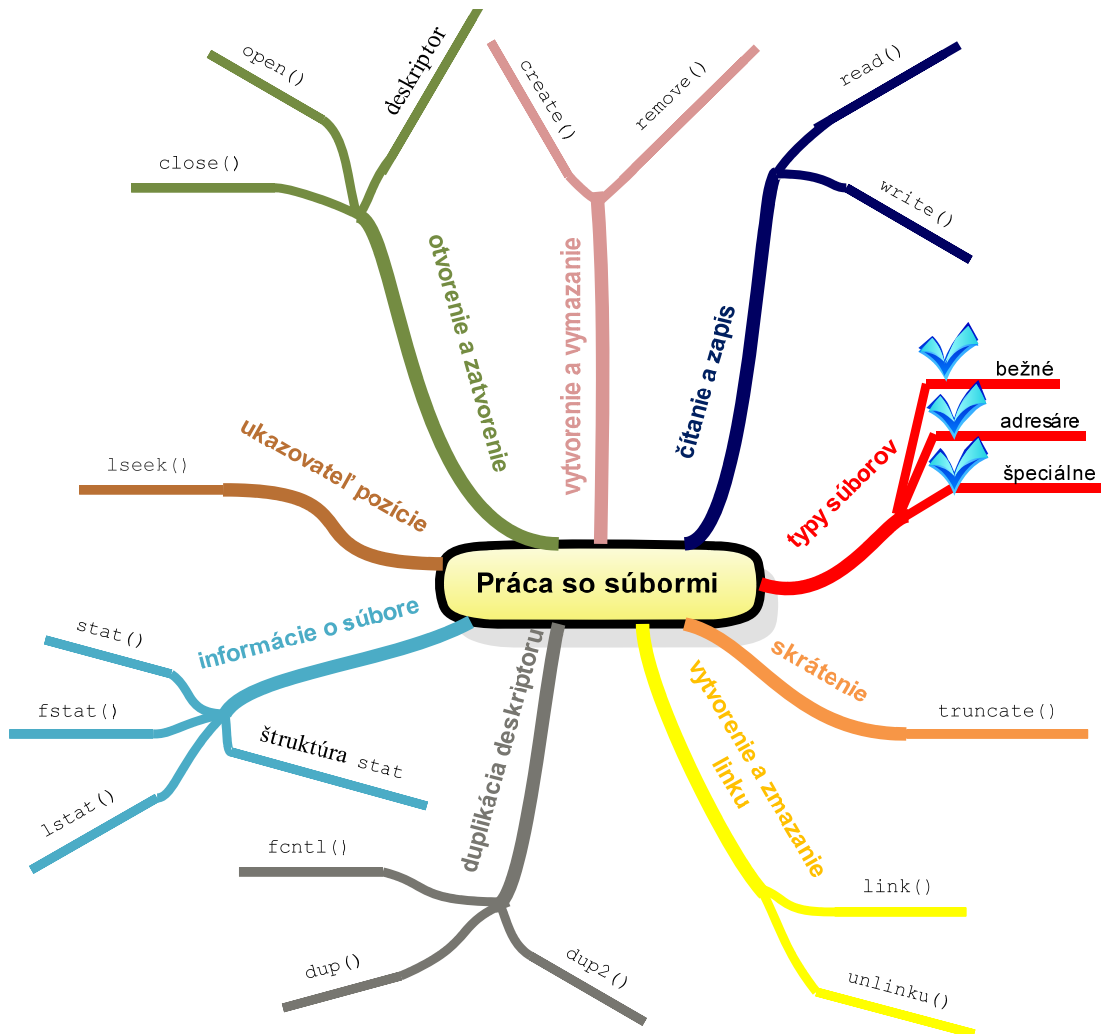 Práca so súbormi
otvorenie a zatvorenie
open()
deskriptor
close()
vytvorenie a vymazanie
create()
remove()
čítanie a zapis
read()
write()
typy súborov
bežné
adresáre
špeciálne
skrátenie
truncate()
vytvorenie a zmazanie
linku
link()
unlinku()
duplikácia deskriptoru
fcntl()
dup()
dup2()
informácie o súbore
stat()
fstat()
lstat()
štruktúra stat
ukazovateľ pozície
lseek()